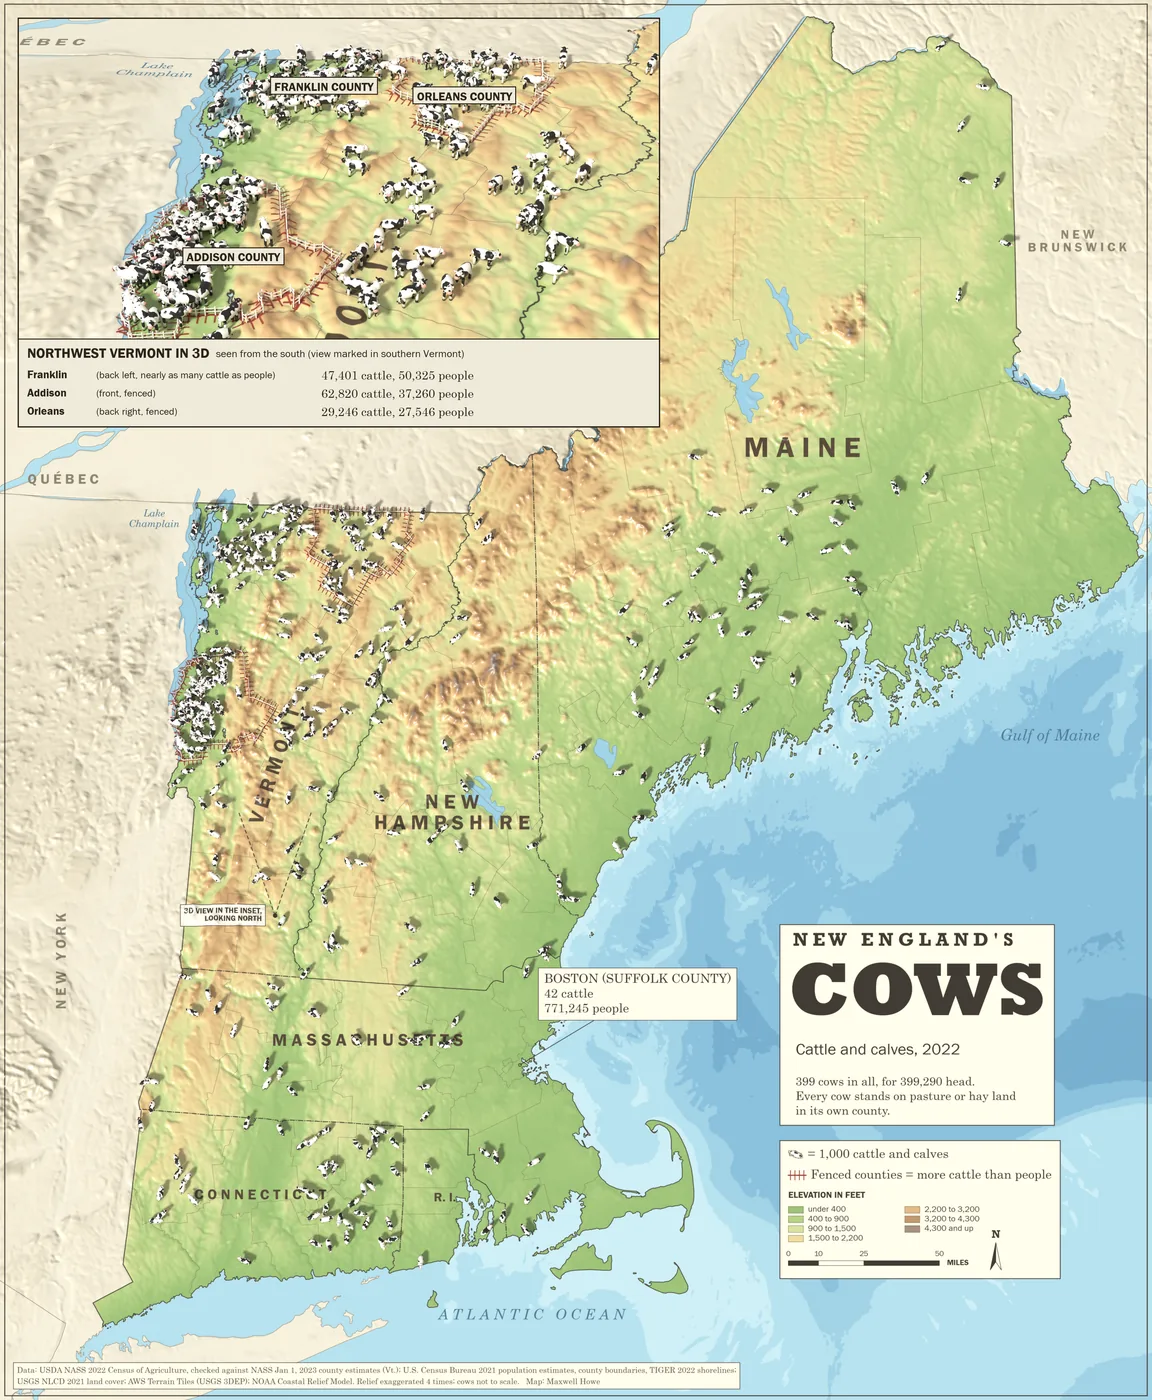 ÉBEC
Lake
Champlain
FRANKLIN COUNTY
ORLEANS COUNTY
ADDISON COUNTY
NORTHWEST VERMONT IN 3D seen from the south (view marked in southern Vermont)
Franklin (back left, nearly as many cattle as people) 47,401 cattle, 50,325 people
Addison (front, fenced) 62,820 cattle, 37,260 people
Orleans (back right, fenced) 29,246 cattle, 27,546 people
NEW
BRUNSWICK
MAINE
QUÉBEC
Lake
Champlain
VERMONT
NEW
HAMPSHIRE
Gulf of Maine
NEW YORK
3D VIEW IN THE INSET,
LOOKING NORTH
BOSTON (SUFFOLK COUNTY)
42 cattle
771,245 people
MASSACHUSETTS
CONNECTICUT
R. I.
ATLANTIC OCEAN
NEW ENGLAND'S
COWS
Cattle and calves, 2022
399 cows in all, for 399,290 head.
Every cow stands on pasture or hay land
in its own county.
= 1,000 cattle and calves
Fenced counties = more cattle than people
ELEVATION IN FEET
under 400
400 to 900
900 to 1,500
1,500 to 2,200
2,200 to 3,200
3,200 to 4,300
4,300 and up
N
0 10 25 50 MILES
Data: USDA NASS 2022 Census of Agriculture, checked against NASS Jan 1, 2023 county estimates (Vt.); U.S. Census Bureau 2021 population estimates, county boundaries, TIGER 2022 shorelines;
USGS NLCD 2021 land cover; AWS Terrain Tiles (USGS 3DEP); NOAA Coastal Relief Model. Relief exaggerated 4 times; cows not to scale. Map: Maxwell Howe